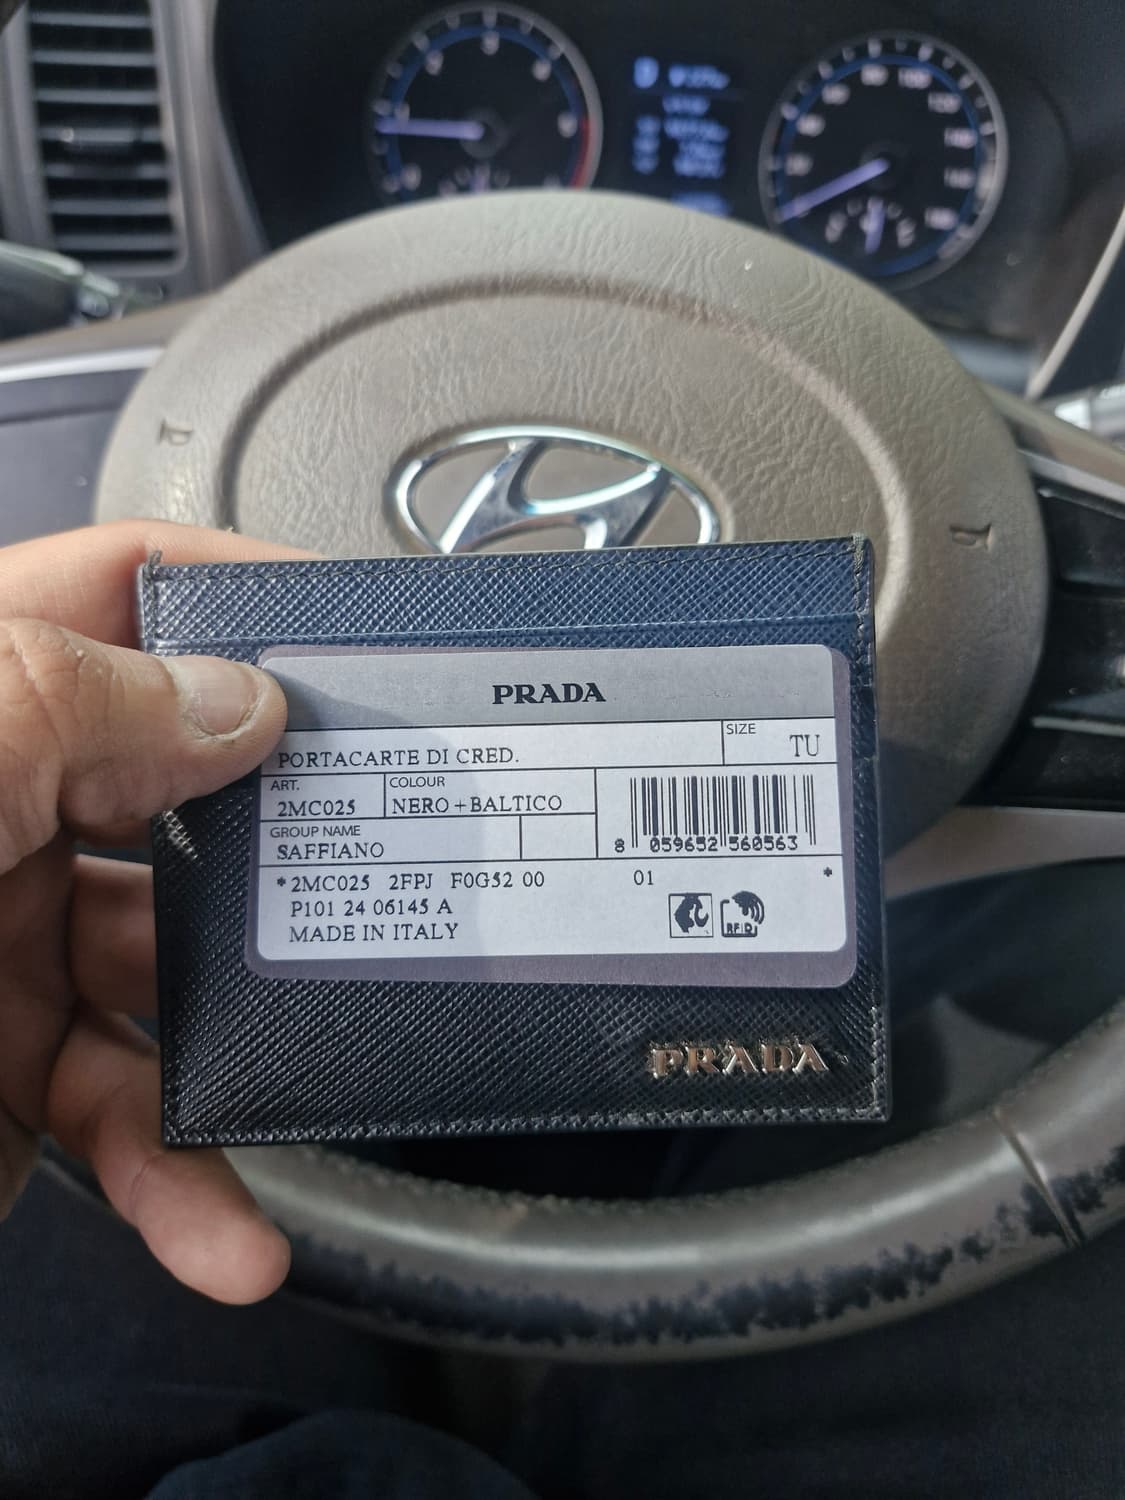 PRADA
PORTACARTE DI CRED.
SIZE
TU
ART.
2MC025
COLOUR
NERO+BALTICO
GROUP NAME
SAFFIANO
8 059652 560563
*2MC025 2FPJ F0G52 00 01 *
P101 24 06145 A
MADE IN ITALY
RFID
PRADA